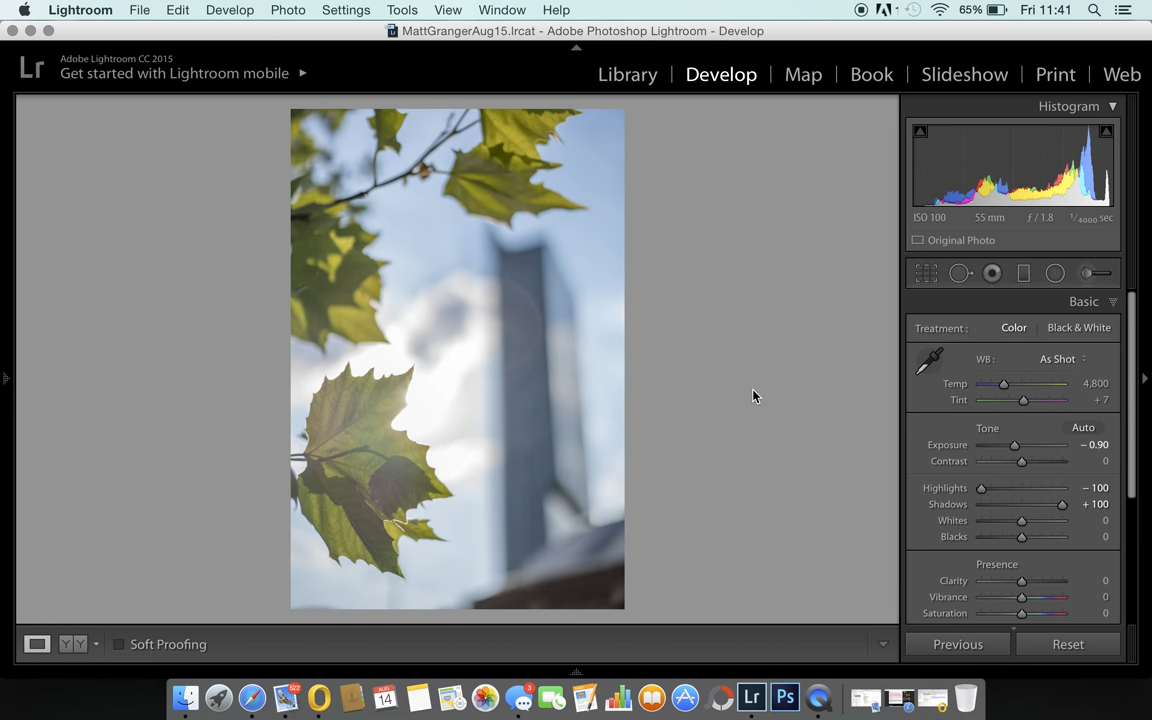 Lightroom File Edit Develop Photo Settings Tools View Window Help 65% Fri 11:41
MattGrangerAug15.lrcat - Adobe Photoshop Lightroom - Develop
Lr
Adobe Lightroom CC 2015
Get started with Lightroom mobile
Library | Develop | Map | Book | Slideshow | Print | Web
Histogram
ISO 100 55 mm ƒ / 1.8 1/4000 sec
Original Photo
Basic
Treatment : Color Black & White
WB : As Shot
Temp 4,800
Tint + 7
Tone Auto
Exposure − 0.90
Contrast 0
Highlights − 100
Shadows + 100
Whites 0
Blacks 0
Presence
Clarity 0
Vibrance 0
Saturation 0
Y Y Soft Proofing
Previous Reset
522
AUG
14
3
Lr
Ps